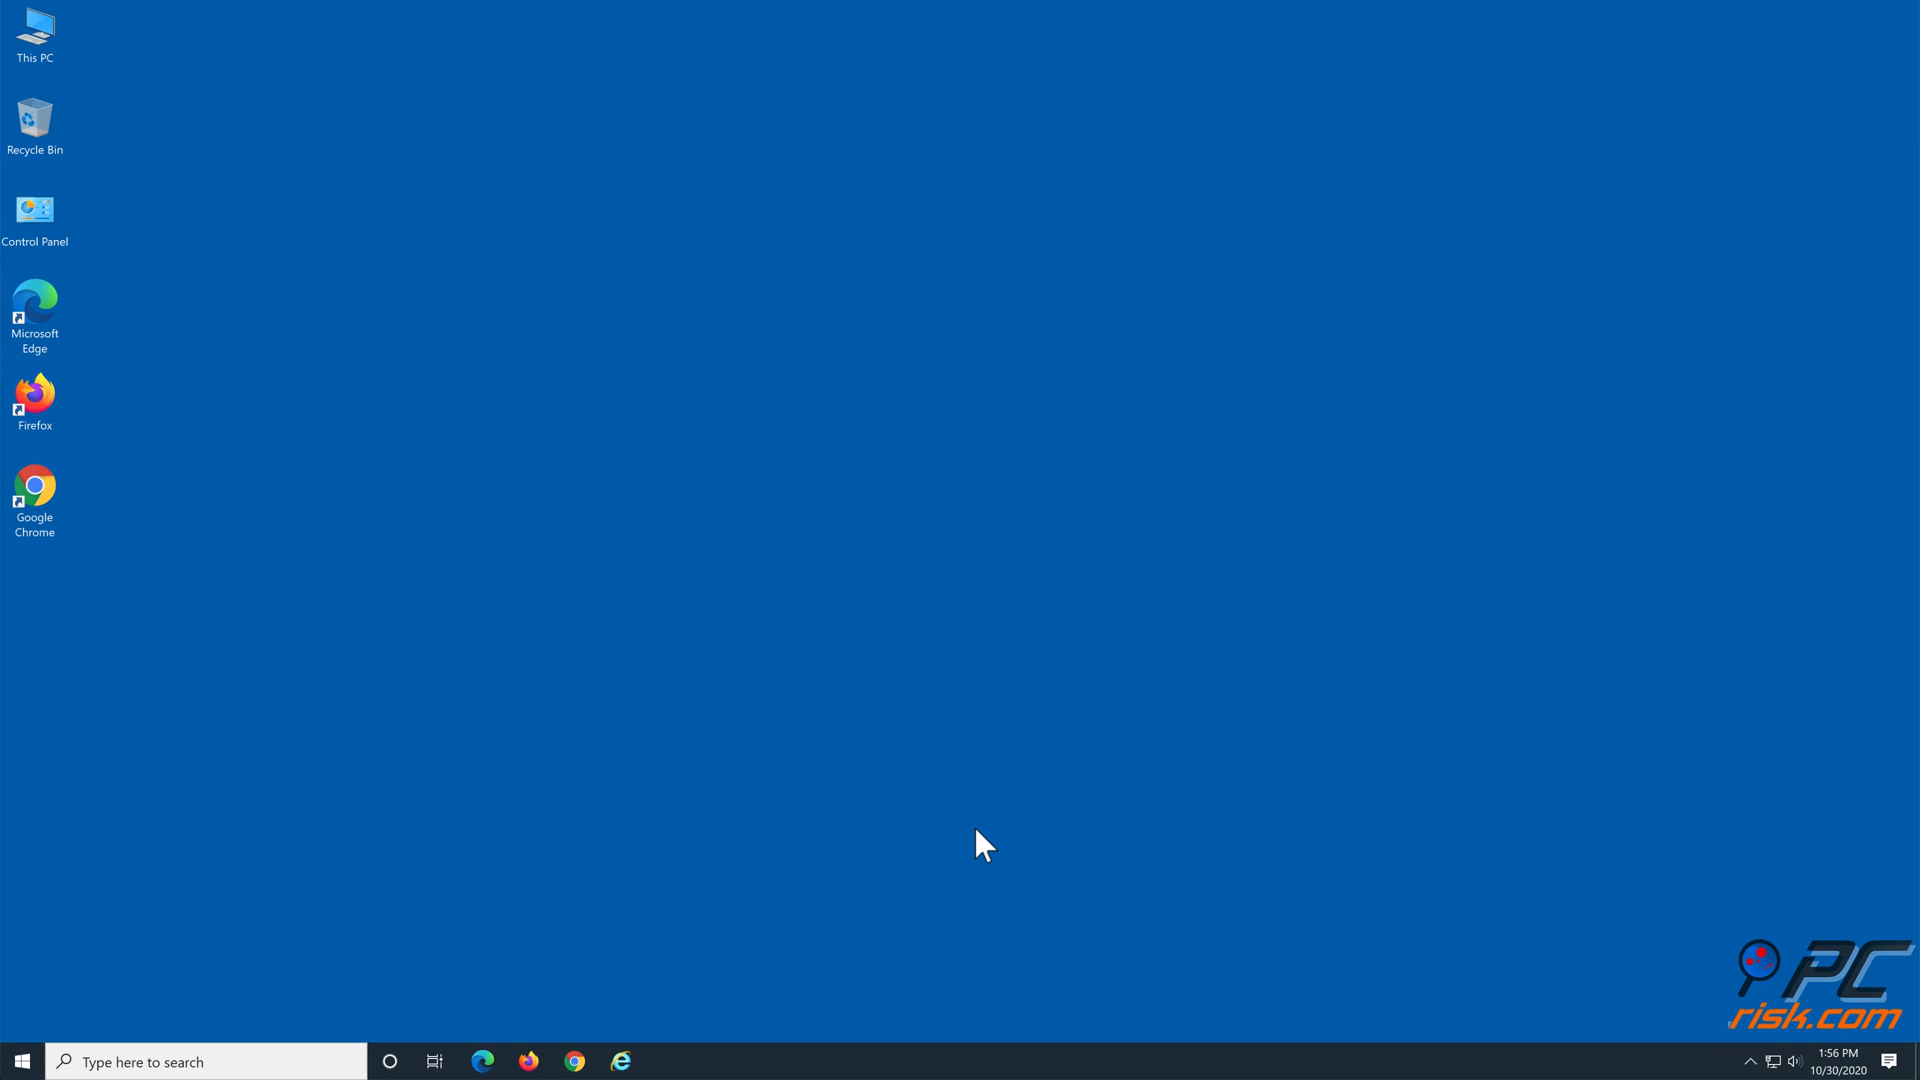 This PC
Recycle Bin
Control Panel
Microsoft
Edge
Firefox
Google
Chrome
PC
risk.com
Type here to search
1:56 PM
10/30/2020